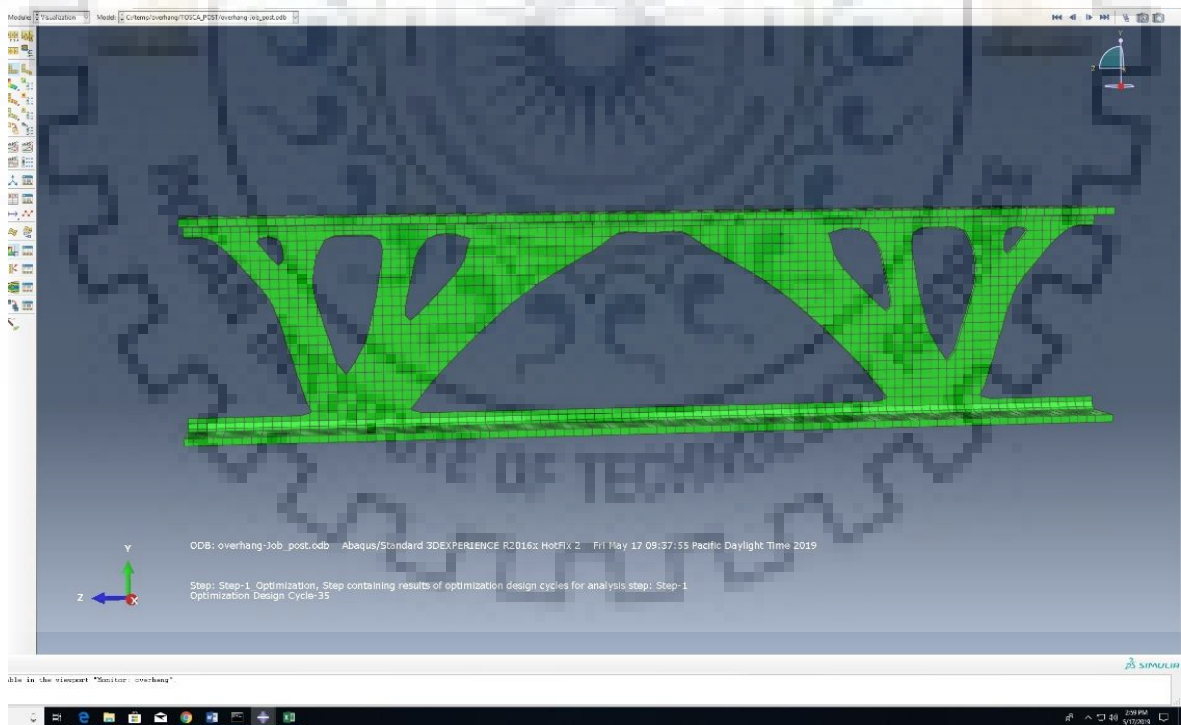 Module: Visualization Model: C:/temp/overhang/TOSCA_POST/overhang-Job_post.odb
Y
Z
OF TECHN
ODB: overhang-Job_post.odb Abaqus/Standard 3DEXPERIENCE R2016x HotFix 2 Fri May 17 09:37:55 Pacific Daylight Time 2019
Y
Z
X
Step: Step-1 Optimization, Step containing results of optimization design cycles for analysis step: Step-1
Optimization Design Cycle-35
SIMULIA
ble in the viewport "Monitor: overhang".
2:59 PM
5/17/2019